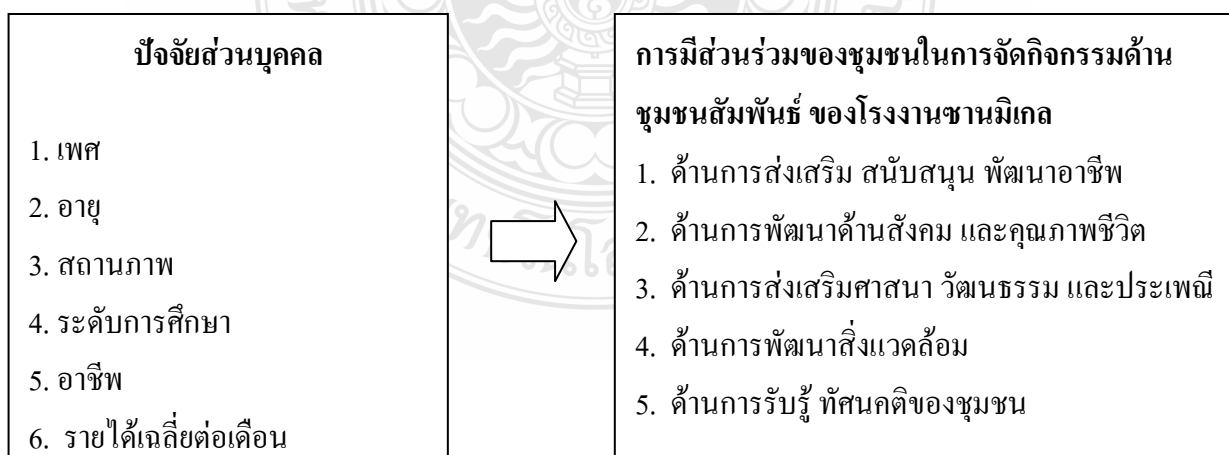 ปัจจัยส่วนบุคคล
1. เพศ
2. อายุ
3. สถานภาพ
4. ระดับการศึกษา
5. อาชีพ
6. รายได้เฉลี่ยต่อเดือน
การมีส่วนร่วมของชุมชนในการจัดกิจกรรมด้าน
ชุมชนสัมพันธ์ ของโรงงานซานมิเกล
1. ด้านการส่งเสริม สนับสนุน พัฒนาอาชีพ
2. ด้านการพัฒนาด้านสังคม และคุณภาพชีวิต
3. ด้านการส่งเสริมศาสนา วัฒนธรรม และประเพณี
4. ด้านการพัฒนาสิ่งแวดล้อม
5. ด้านการรับรู้ ทัศนคติของชุมชน